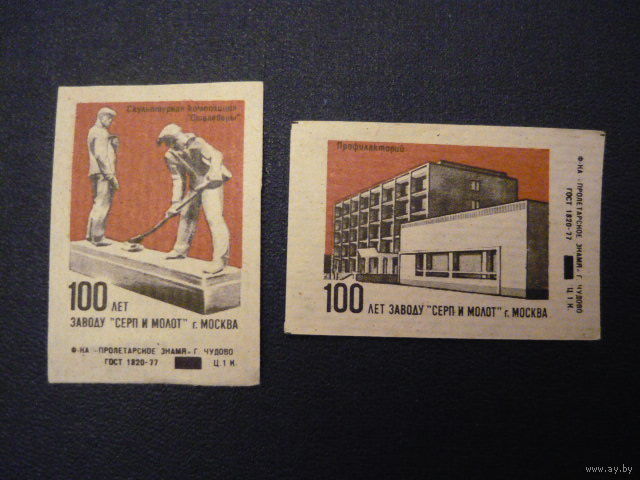 Скульптурная композиция
"Сталевары"
100 ЛЕТ
ЗАВОДУ "СЕРП И МОЛОТ" г. МОСКВА
Ф-КА «ПРОЛЕТАРСКОЕ ЗНАМЯ» Г. ЧУДОВО
ГОСТ 1820-77 Ц. 1 К.
Профилакторий
100 ЛЕТ ЗАВОДУ "СЕРП И МОЛОТ" г. МОСКВА
Ф-КА «ПРОЛЕТАРСКОЕ ЗНАМЯ» Г. ЧУДОВО
ГОСТ 1820-77 Ц. 1 К.
www.ay.by